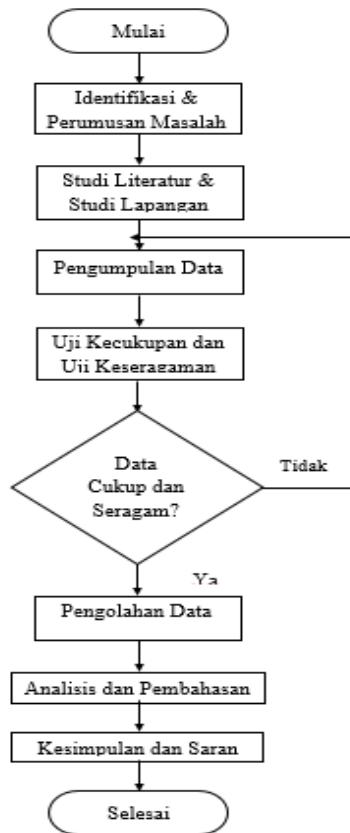 Mulai
Identifikasi &
Perumusan Masalah
Studi Literatur &
Studi Lapangan
Pengumpulan Data
Uji Kecukupan dan
Uji Keseragaman
Data
Cukup dan
Seragam?
Tidak
Ya
Pengolahan Data
Analisis dan Pembahasan
Kesimpulan dan Saran
Selesai